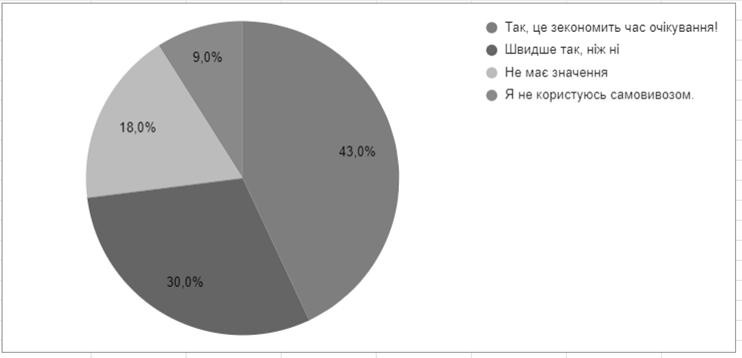 Так, це зекономить час очікування!
Швидше так, ніж ні
Не має значення
Я не користуюсь самовивозом.
9,0%
18,0%
43,0%
30,0%